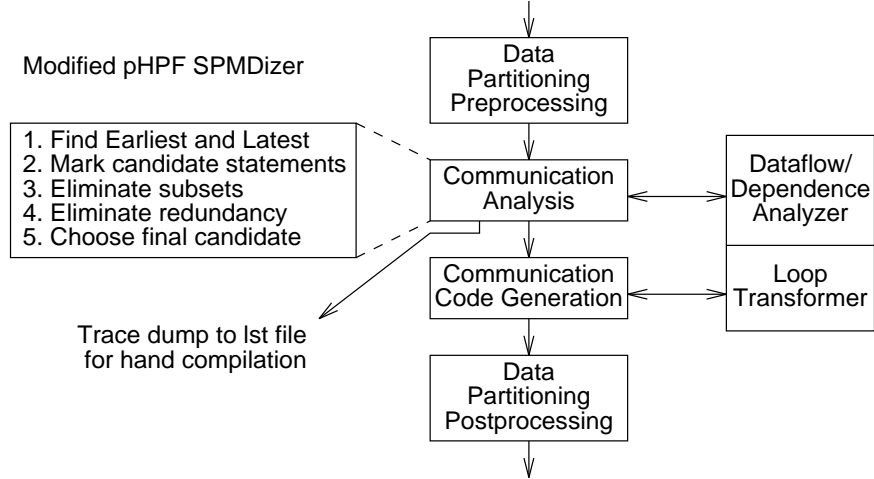 Modified pHPF SPMDizer
Data
Partitioning
Preprocessing
1. Find Earliest and Latest
2. Mark candidate statements
3. Eliminate subsets
4. Eliminate redundancy
5. Choose final candidate
Communication
Analysis
Dataflow/
Dependence
Analyzer
Communication
Code Generation
Loop
Transformer
Trace dump to lst file
for hand compilation
Data
Partitioning
Postprocessing